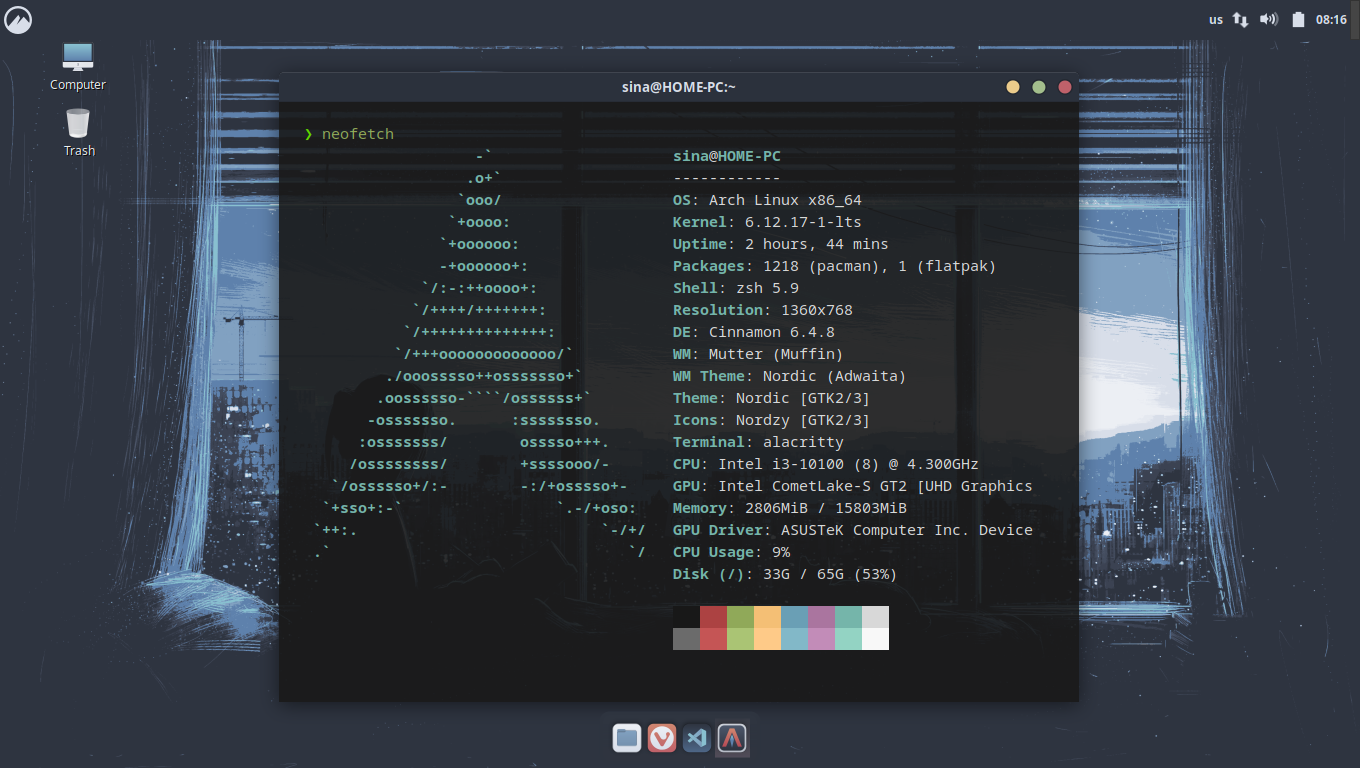 us 08:16
Computer
Trash
sina@HOME-PC:~
❯ neofetch
                   -`                    sina@HOME-PC
                  .o+`                   ------------
                 `ooo/                   OS: Arch Linux x86_64
                `+oooo:                  Kernel: 6.12.17-1-lts
               `+oooooo:                 Uptime: 2 hours, 44 mins
               -+oooooo+:                Packages: 1218 (pacman), 1 (flatpak)
             `/:-:++oooo+:               Shell: zsh 5.9
            `/++++/+++++++:              Resolution: 1360x768
           `/++++++++++++++:             DE: Cinnamon 6.4.8
          `/+++ooooooooooooo/`           WM: Mutter (Muffin)
         ./ooosssso++osssssso+`          WM Theme: Nordic (Adwaita)
        .oossssso-````/ossssss+`         Theme: Nordic [GTK2/3]
       -osssssso.      :ssssssso.        Icons: Nordzy [GTK2/3]
      :osssssss/        osssso+++.       Terminal: alacritty
     /ossssssss/        +ssssooo/-       CPU: Intel i3-10100 (8) @ 4.300GHz
   `/ossssso+/:-        -:/+osssso+-     GPU: Intel CometLake-S GT2 [UHD Graphics
  `+sso+:-`                 `.-/+oso:    Memory: 2806MiB / 15803MiB
 `++:.                           `-/+/   GPU Driver: ASUSTeK Computer Inc. Device
 .`                                 `/   CPU Usage: 9%
                                         Disk (/): 33G / 65G (53%)